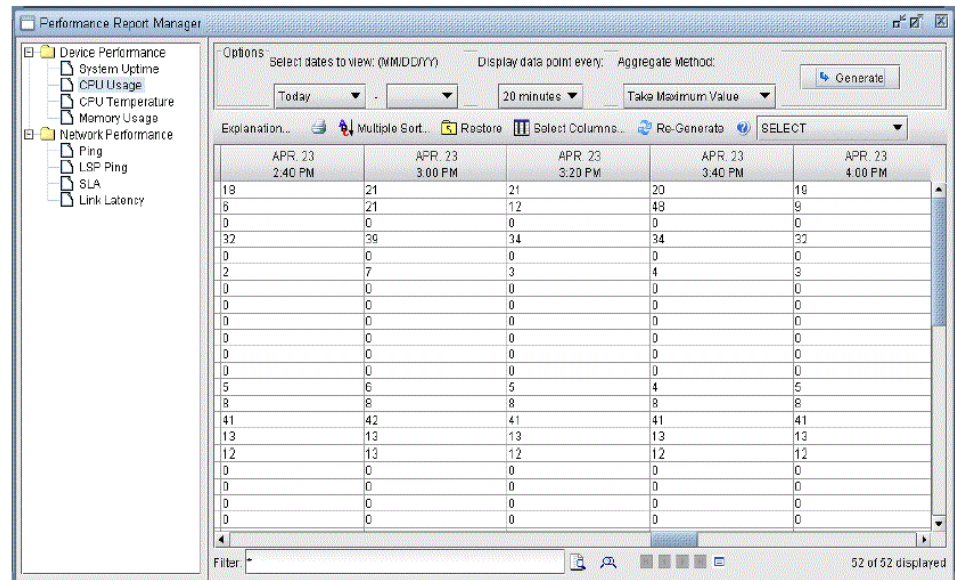 Performance Report Manager
Device Performance
System Uptime
CPU Usage
CPU Temperature
Memory Usage
Network Performance
Ping
LSP Ping
SLA
Link Latency
Options
Select dates to view: (MM/DD/YY) Display data point every: Aggregate Method:
Today - 20 minutes Take Maximum Value Generate
Explanation... Multiple Sort... Restore Select Columns... Re-Generate SELECT
APR. 23 APR. 23 APR. 23 APR. 23 APR. 23
2:40 PM 3:00 PM 3:20 PM 3:40 PM 4:00 PM
18 21 21 20 19
6 21 12 48 9
0 0 0 0 0
32 39 34 34 32
0 0 0 0 0
2 7 3 4 3
0 0 0 0 0
0 0 0 0 0
0 0 0 0 0
0 0 0 0 0
0 0 0 0 0
0 0 0 0 0
5 6 5 4 5
8 8 8 8 8
41 42 41 41 41
13 13 13 13 13
12 13 12 12 12
0 0 0 0 0
0 0 0 0 0
0 0 0 0 0
0 0 0 0 0
Filter: * 52 of 52 displayed